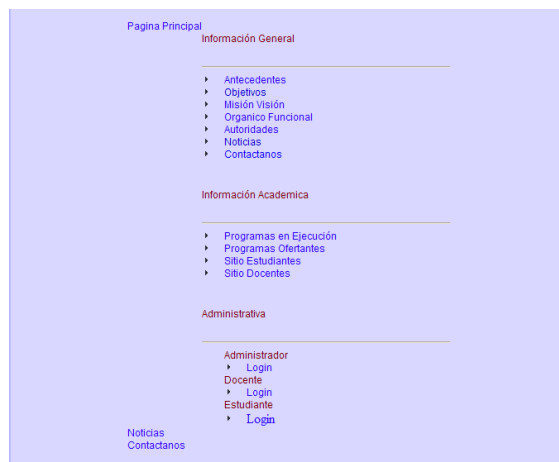 Pagina Principal
Información General
Antecedentes
Objetivos
Misión Visión
Organico Funcional
Autoridades
Noticias
Contactanos
Información Academica
Programas en Ejecución
Programas Ofertantes
Sitio Estudiantes
Sitio Docentes
Administrativa
Administrador
Login
Docente
Login
Estudiante
Login
Noticias
Contactanos